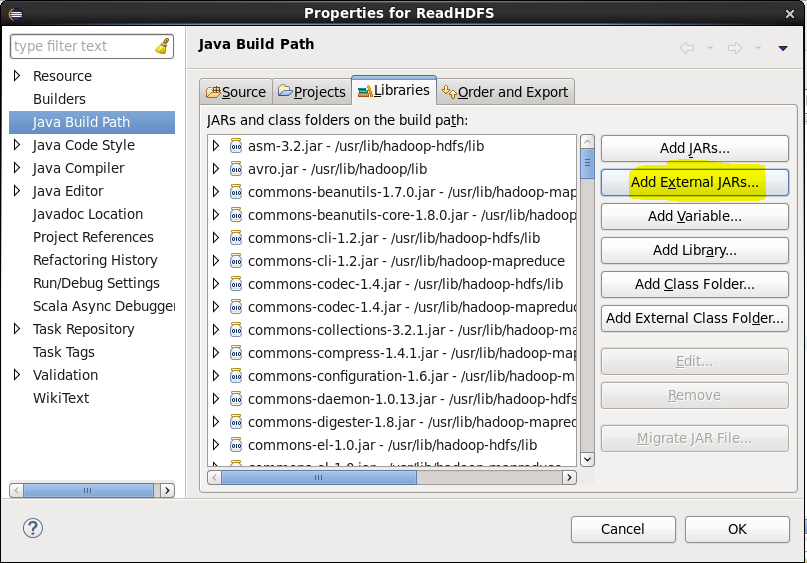 Properties for ReadHDFS
type filter text
Resource
Builders
Java Build Path
Java Code Style
Java Compiler
Java Editor
Javadoc Location
Project References
Refactoring History
Run/Debug Settings
Scala Async Debugger
Task Repository
Task Tags
Validation
WikiText
Java Build Path
Source Projects Libraries Order and Export
JARs and class folders on the build path:
asm-3.2.jar - /usr/lib/hadoop-hdfs/lib
avro.jar - /usr/lib/hadoop/lib
commons-beanutils-1.7.0.jar - /usr/lib/hadoop-map
commons-beanutils-core-1.8.0.jar - /usr/lib/hadoop
commons-cli-1.2.jar - /usr/lib/hadoop-hdfs/lib
commons-cli-1.2.jar - /usr/lib/hadoop-mapreduce
commons-codec-1.4.jar - /usr/lib/hadoop-hdfs/lib
commons-codec-1.4.jar - /usr/lib/hadoop-mapreduc
commons-collections-3.2.1.jar - /usr/lib/hadoop-ma
commons-compress-1.4.1.jar - /usr/lib/hadoop-map
commons-configuration-1.6.jar - /usr/lib/hadoop-m
commons-daemon-1.0.13.jar - /usr/lib/hadoop-hdfs
commons-digester-1.8.jar - /usr/lib/hadoop-mapred
commons-el-1.0.jar - /usr/lib/hadoop-hdfs/lib
commons-el-1.0.jar - /usr/lib/hadoop-mapreduce
Add JARs...
Add External JARs...
Add Variable...
Add Library...
Add Class Folder...
Add External Class Folder...
Edit...
Remove
Migrate JAR File...
?
Cancel
OK